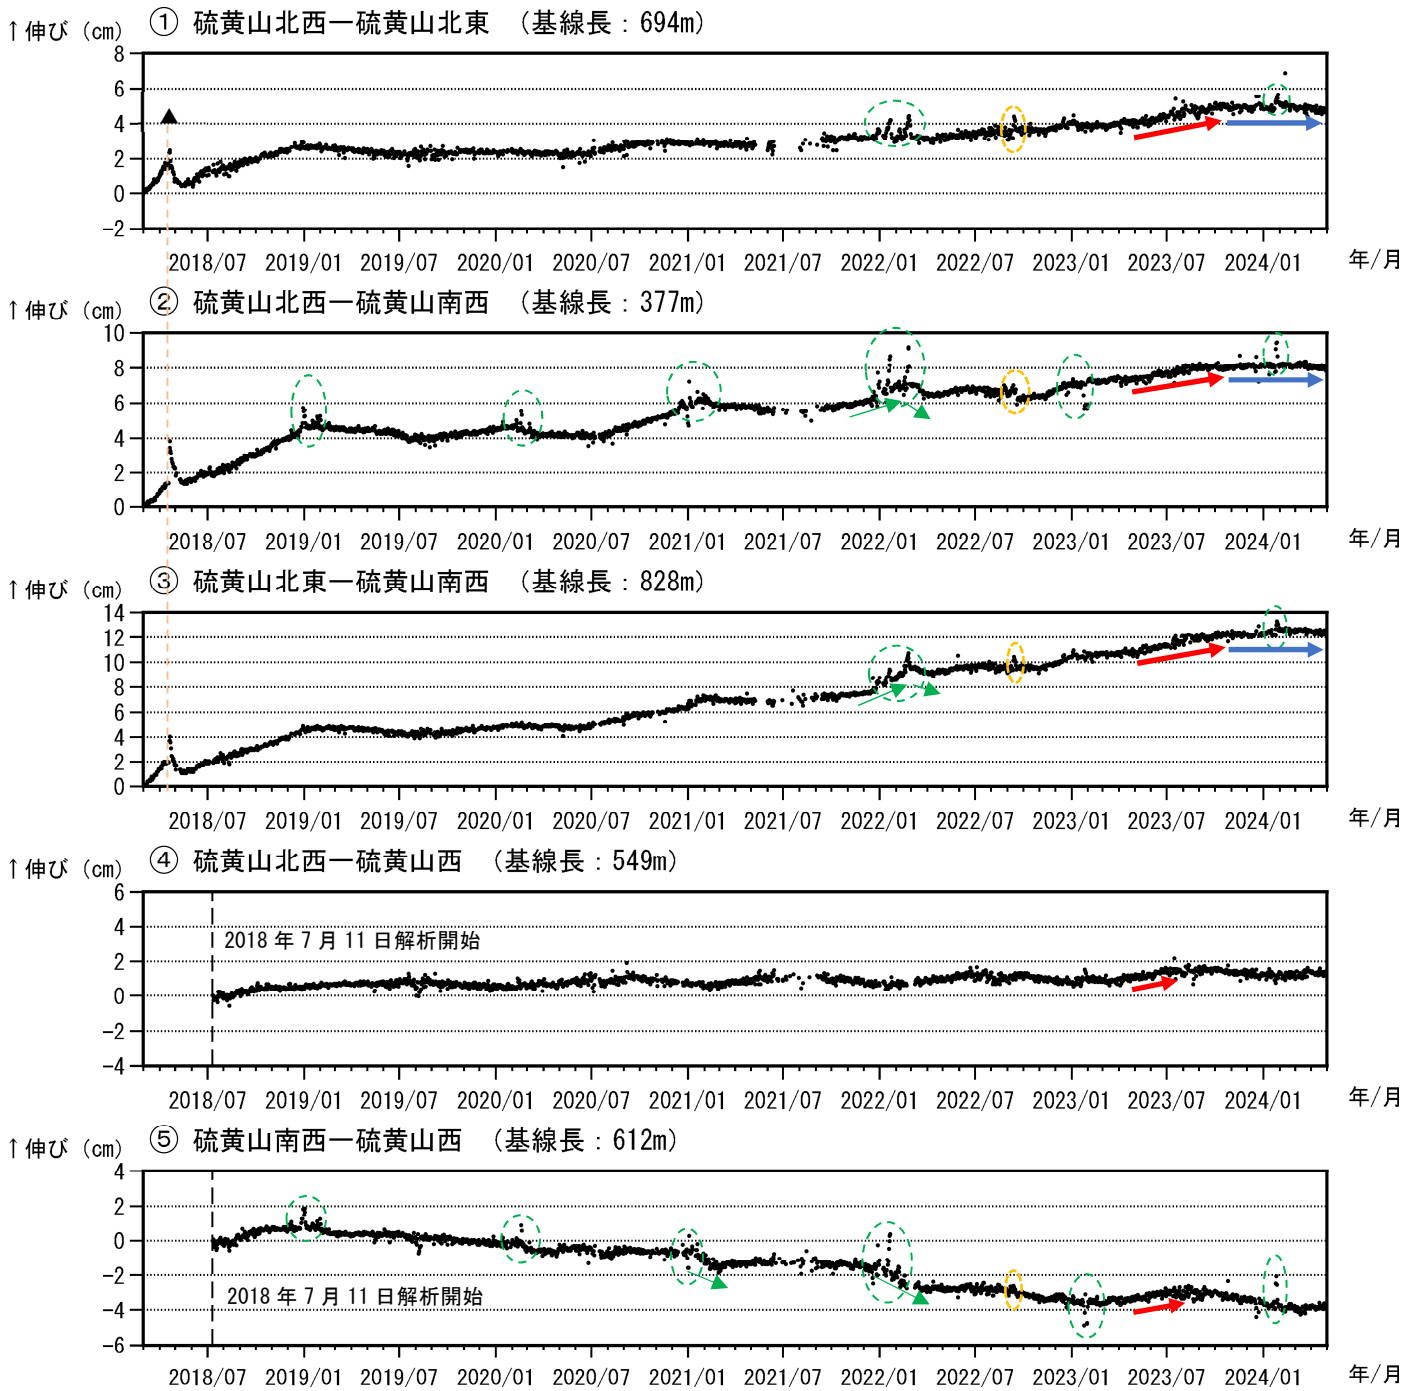 ↑伸び (cm) ① 硫黄山北西ー硫黄山北東 (基線長：694m)
8
6
4
2
0
-2
2018/07 2019/01 2019/07 2020/01 2020/07 2021/01 2021/07 2022/01 2022/07 2023/01 2023/07 2024/01 年/月
↑伸び (cm) ② 硫黄山北西ー硫黄山南西 (基線長：377m)
10
8
6
4
2
0
2018/07 2019/01 2019/07 2020/01 2020/07 2021/01 2021/07 2022/01 2022/07 2023/01 2023/07 2024/01 年/月
↑伸び (cm) ③ 硫黄山北東ー硫黄山南西 (基線長：828m)
14
12
10
8
6
4
2
0
2018/07 2019/01 2019/07 2020/01 2020/07 2021/01 2021/07 2022/01 2022/07 2023/01 2023/07 2024/01 年/月
↑伸び (cm) ④ 硫黄山北西ー硫黄山西 (基線長：549m)
6
4
2018 年 7 月 11 日解析開始
2
0
-2
-4
2018/07 2019/01 2019/07 2020/01 2020/07 2021/01 2021/07 2022/01 2022/07 2023/01 2023/07 2024/01 年/月
↑伸び (cm) ⑤ 硫黄山南西ー硫黄山西 (基線長：612m)
4
2
0
-2
2018 年 7 月 11 日解析開始
-4
-6
2018/07 2019/01 2019/07 2020/01 2020/07 2021/01 2021/07 2022/01 2022/07 2023/01 2023/07 2024/01 年/月